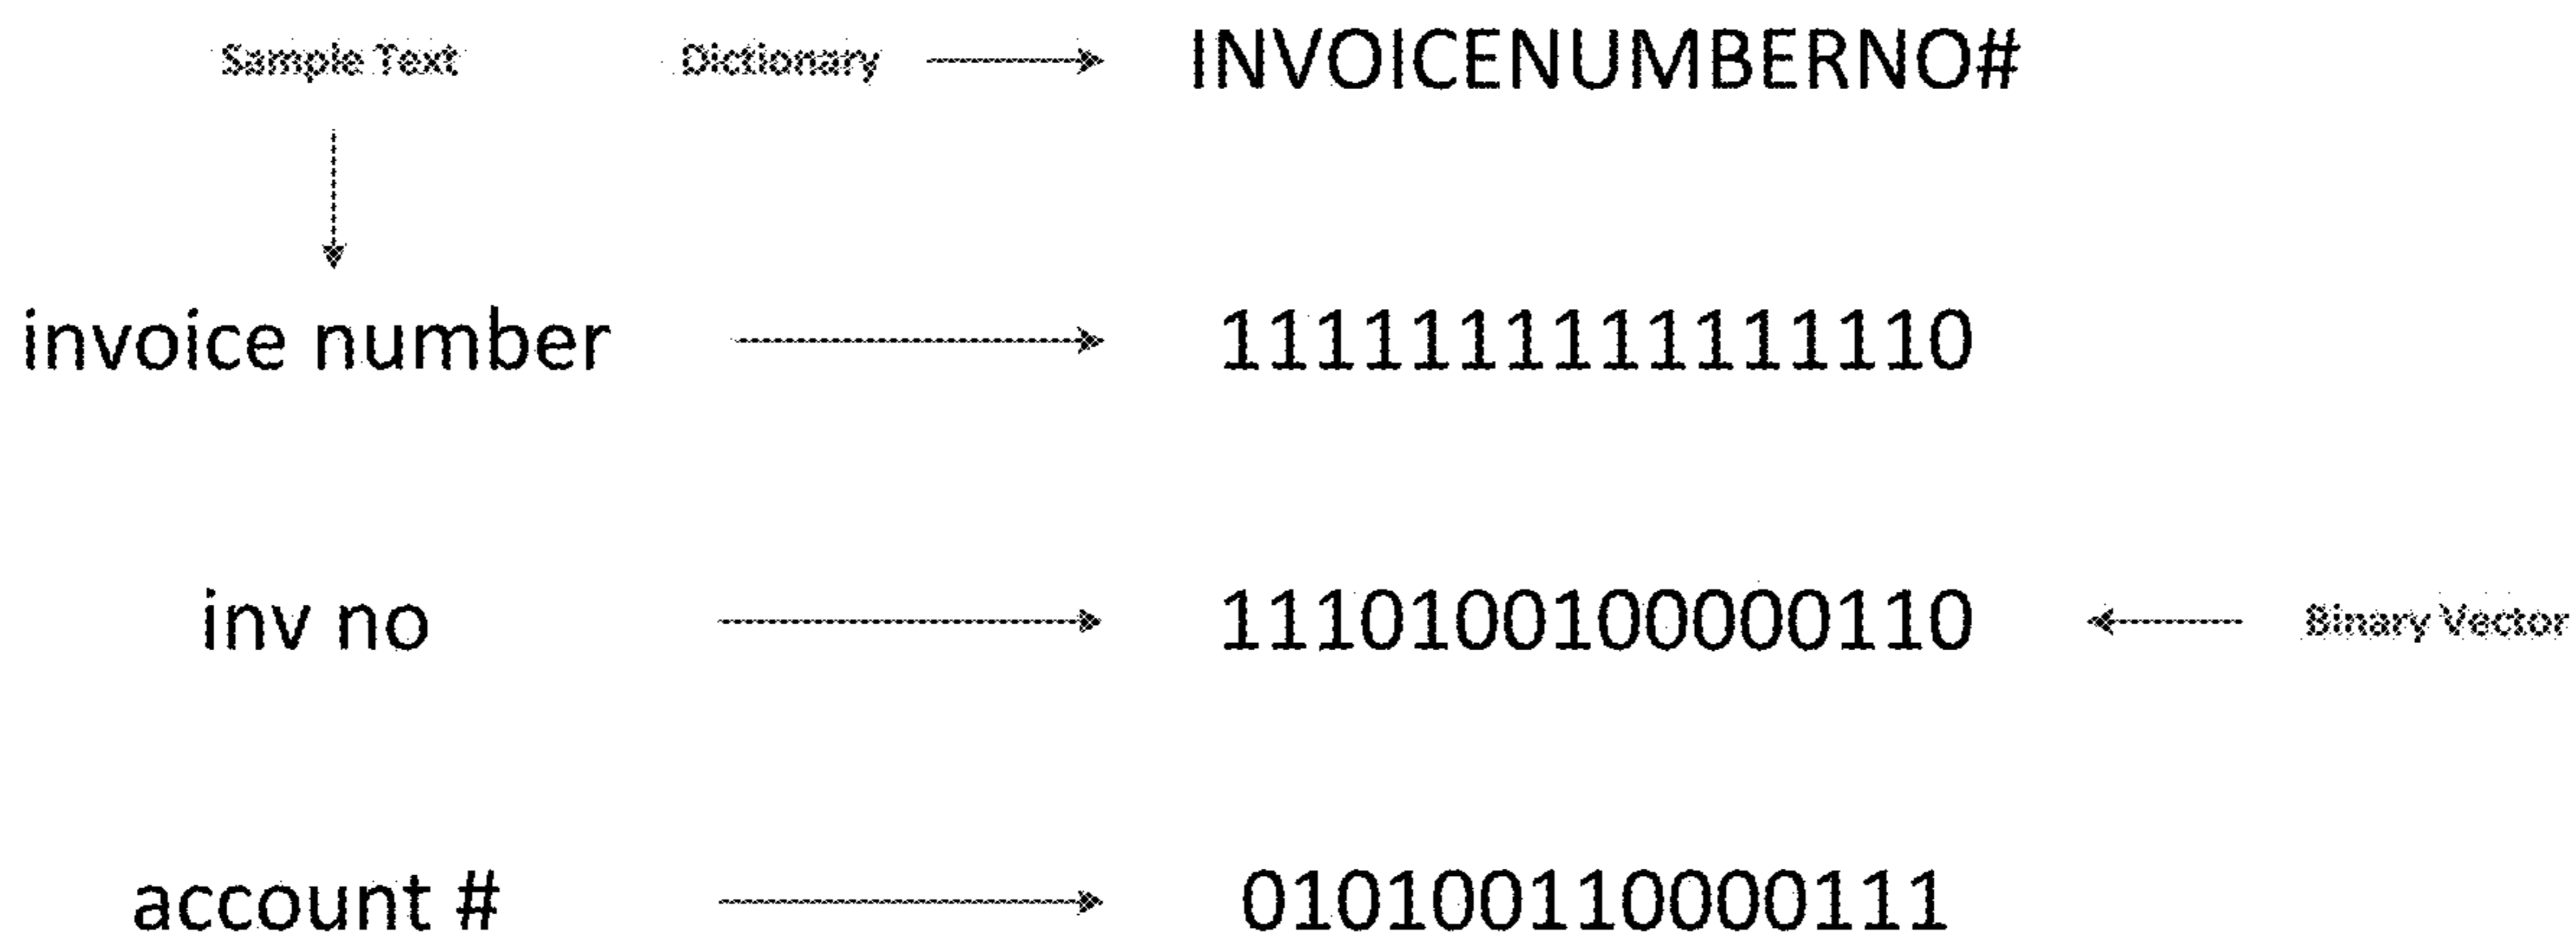 Sample Text Dictionary INVOICENUMBERNO#
invoice number 1111111111111110
inv no 1110100100000110 Binary Vector
account # 010100110000111